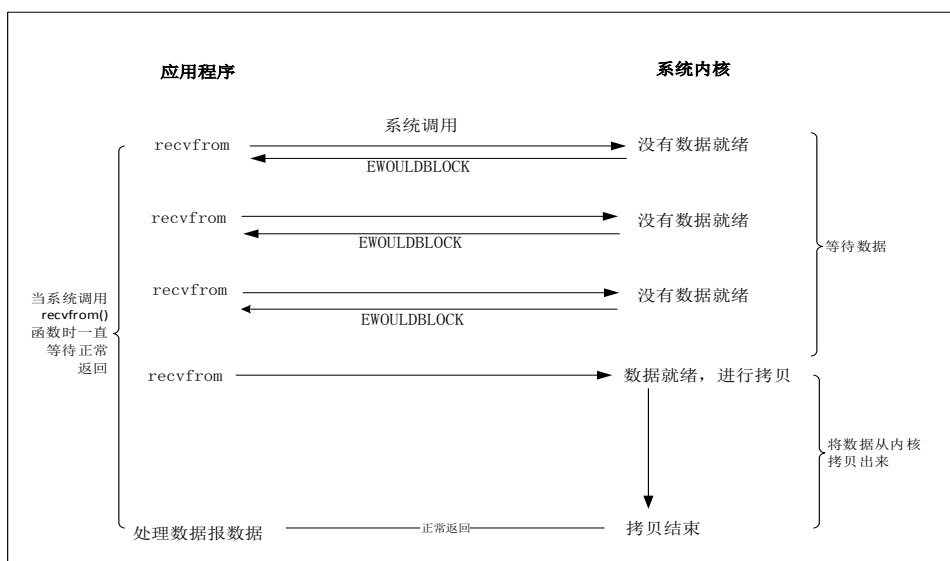 应用程序
系统内核
系统调用
recvfrom
没有数据就绪
EWOULDBLOCK
recvfrom
没有数据就绪
EWOULDBLOCK
等待数据
recvfrom
没有数据就绪
EWOULDBLOCK
当系统调用
recvfrom()
函数时一直
等待正常
返回
recvfrom
数据就绪，进行拷贝
将数据从内核
拷贝出来
处理数据报数据
正常返回
拷贝结束